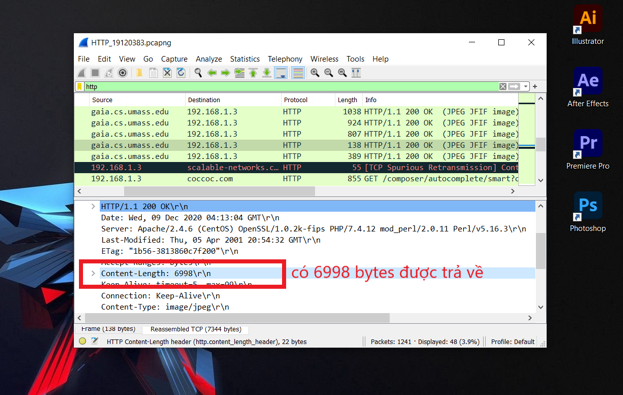 Ai
Illustrator
Ae
After Effects
Pr
Premiere Pro
Ps
Photoshop
HTTP_19120383.pcapng
File Edit View Go Capture Analyze Statistics Telephony Wireless Tools Help
http
Source Destination Protocol Length Info
gaia.cs.umass.edu 192.168.1.3 HTTP 1038 HTTP/1.1 200 OK (JPEG JFIF image)
gaia.cs.umass.edu 192.168.1.3 HTTP 924 HTTP/1.1 200 OK (JPEG JFIF image)
gaia.cs.umass.edu 192.168.1.3 HTTP 807 HTTP/1.1 200 OK (JPEG JFIF image)
gaia.cs.umass.edu 192.168.1.3 HTTP 138 HTTP/1.1 200 OK (JPEG JFIF image)
gaia.cs.umass.edu 192.168.1.3 HTTP 389 HTTP/1.1 200 OK (JPEG JFIF image)
192.168.1.3 scalable-networks.c… HTTP 55 [TCP Spurious Retransmission] Cont
192.168.1.3 coccoc.com HTTP 855 GET /composer/autocomplete/smart?c
HTTP/1.1 200 OK\r\n
Date: Wed, 09 Dec 2020 04:13:04 GMT\r\n
Server: Apache/2.4.6 (CentOS) OpenSSL/1.0.2k-fips PHP/7.4.12 mod_perl/2.0.11 Perl/v5.16.3\r\n
Last-Modified: Thu, 05 Apr 2001 20:54:32 GMT\r\n
ETag: "1b56-3813860c7f200"\r\n
Accept-Ranges: bytes\r\n
Content-Length: 6998\r\n
có 6998 bytes được trả về
Keep-Alive: timeout=5, max=99\r\n
Connection: Keep-Alive\r\n
Content-Type: image/jpeg\r\n
Frame (138 bytes) Reassembled TCP (7344 bytes)
HTTP Content-Length header (http.content_length_header), 22 bytes Packets: 1241 · Displayed: 48 (3.9%) Profile: Default